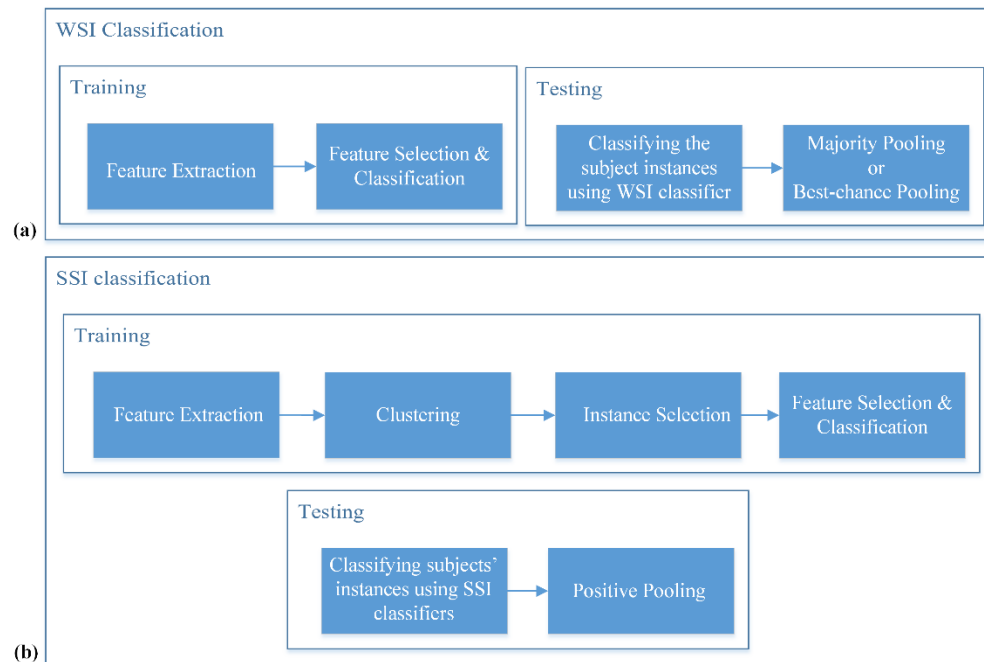 WSI Classification
Training
Feature Extraction
Feature Selection &
Classification
Testing
Classifying the
subject instances
using WSI classifier
Majority Pooling
or
Best-chance Pooling
(a)
SSI classification
Training
Feature Extraction
Clustering
Instance Selection
Feature Selection &
Classification
Testing
Classifying subjects’
instances using SSI
classifiers
Positive Pooling
(b)